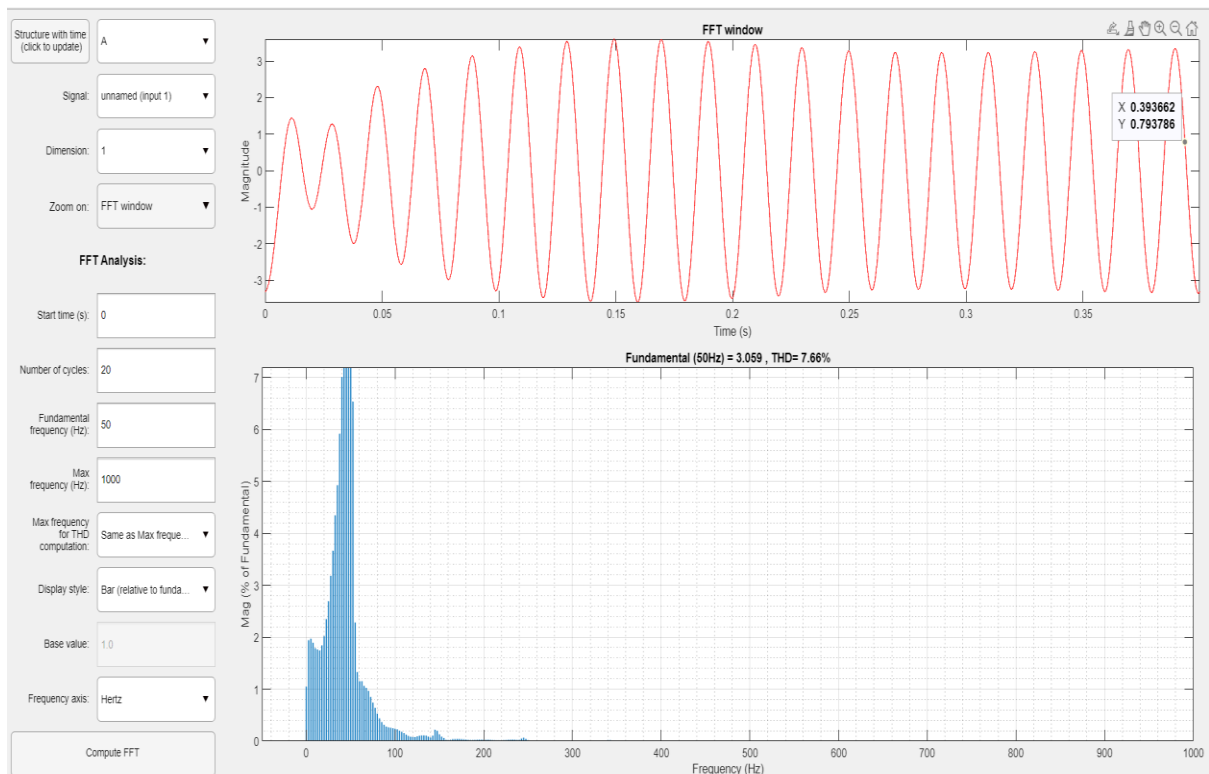 Structure with time
(click to update)
A
Signal:
unnamed (input 1)
Dimension:
1
Zoom on:
FFT window
FFT Analysis:
Start time (s):
0
Number of cycles:
20
Fundamental
frequency (Hz):
50
Max
frequency (Hz):
1000
Max frequency
for THD
computation:
Same as Max freque...
Display style:
Bar (relative to funda...
Base value:
1.0
Frequency axis:
Hertz
Compute FFT
FFT window
3
2
1
0
-1
-2
-3
Magnitude
X 0.393662
Y 0.793786
0 0.05 0.1 0.15 0.2 0.25 0.3 0.35
Time (s)
Fundamental (50Hz) = 3.059 , THD= 7.66%
7
6
5
4
3
2
1
0
Mag (% of Fundamental)
0 100 200 300 400 500 600 700 800 900 1000
Frequency (Hz)